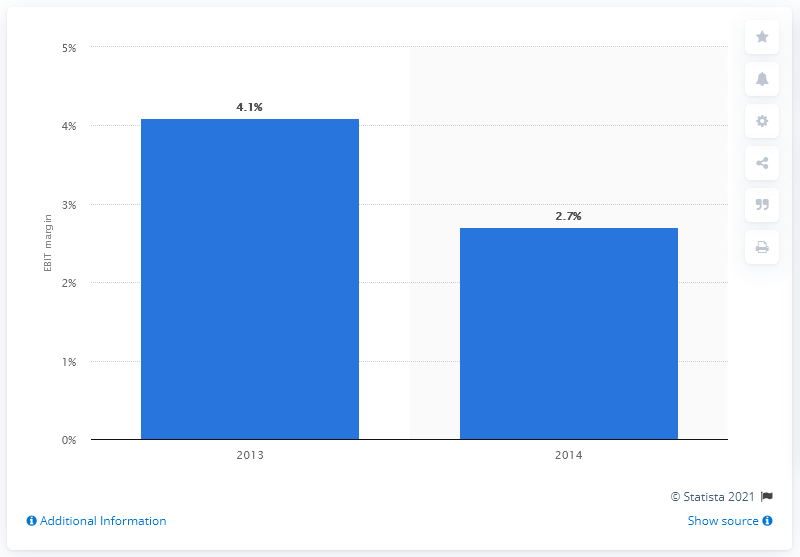 5%
4%
3%
2%
1%
0%
EBIT margin
4.1%
2.7%
2013
2014
© Statista 2021
Additional Information
Show source